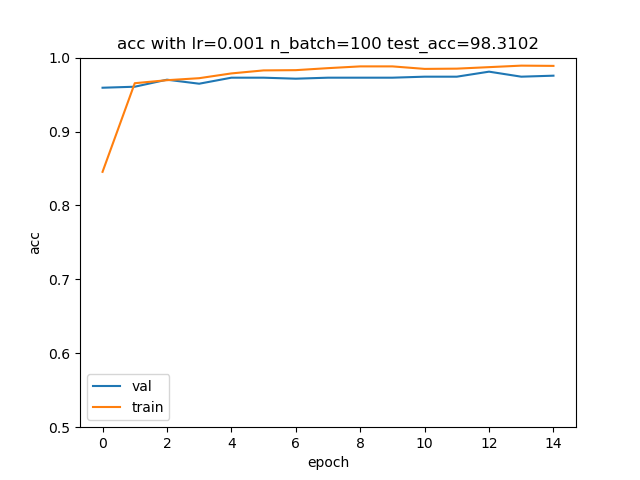 acc with lr=0.001 n_batch=100 test_acc=98.3102
1.0
0.9
0.8
0.7
0.6
0.5
acc
val
train
0 2 4 6 8 10 12 14
epoch